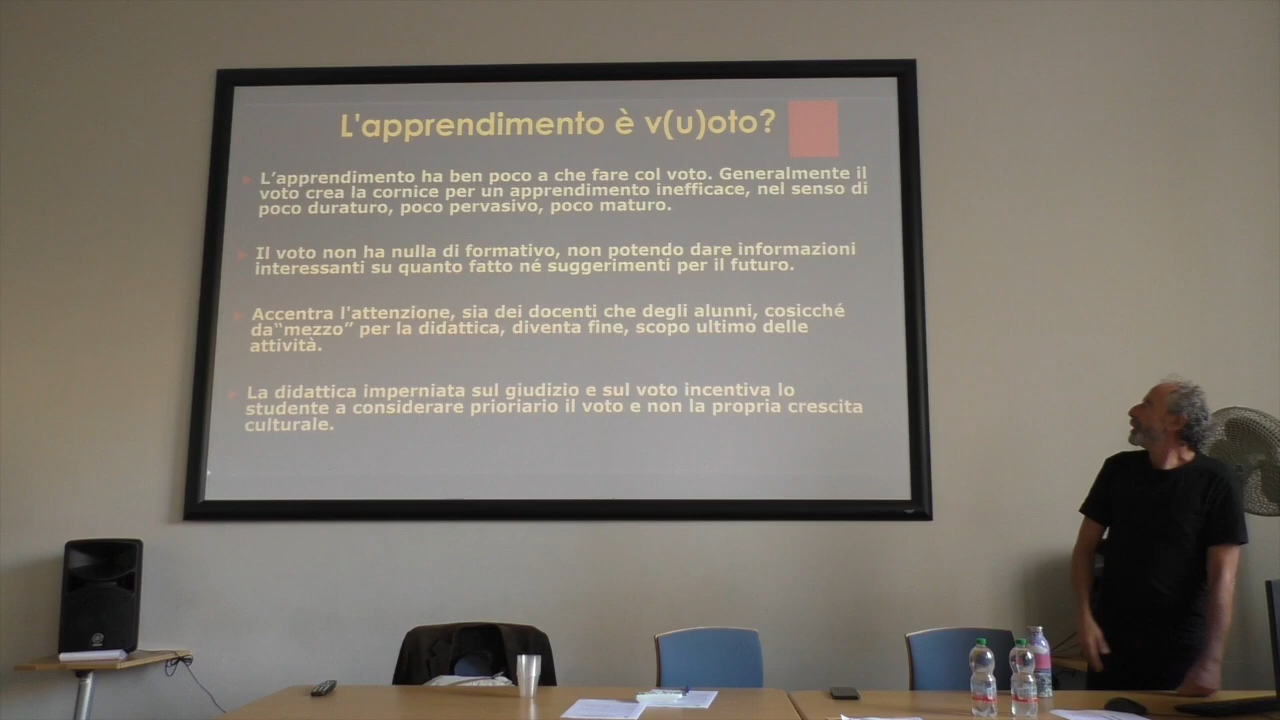 L'apprendimento è v(u)oto?
L’apprendimento ha ben poco a che fare col voto. Generalmente il
voto crea la cornice per un apprendimento inefficace, nel senso di
poco duraturo, poco pervasivo, poco maturo.
Il voto non ha nulla di formativo, non potendo dare informazioni
interessanti su quanto fatto né suggerimenti per il futuro.
Accentra l'attenzione, sia dei docenti che degli alunni, cosicché
da“mezzo” per la didattica, diventa fine, scopo ultimo delle
attività.
La didattica imperniata sul giudizio e sul voto incentiva lo
studente a considerare prioriario il voto e non la propria crescita
culturale.